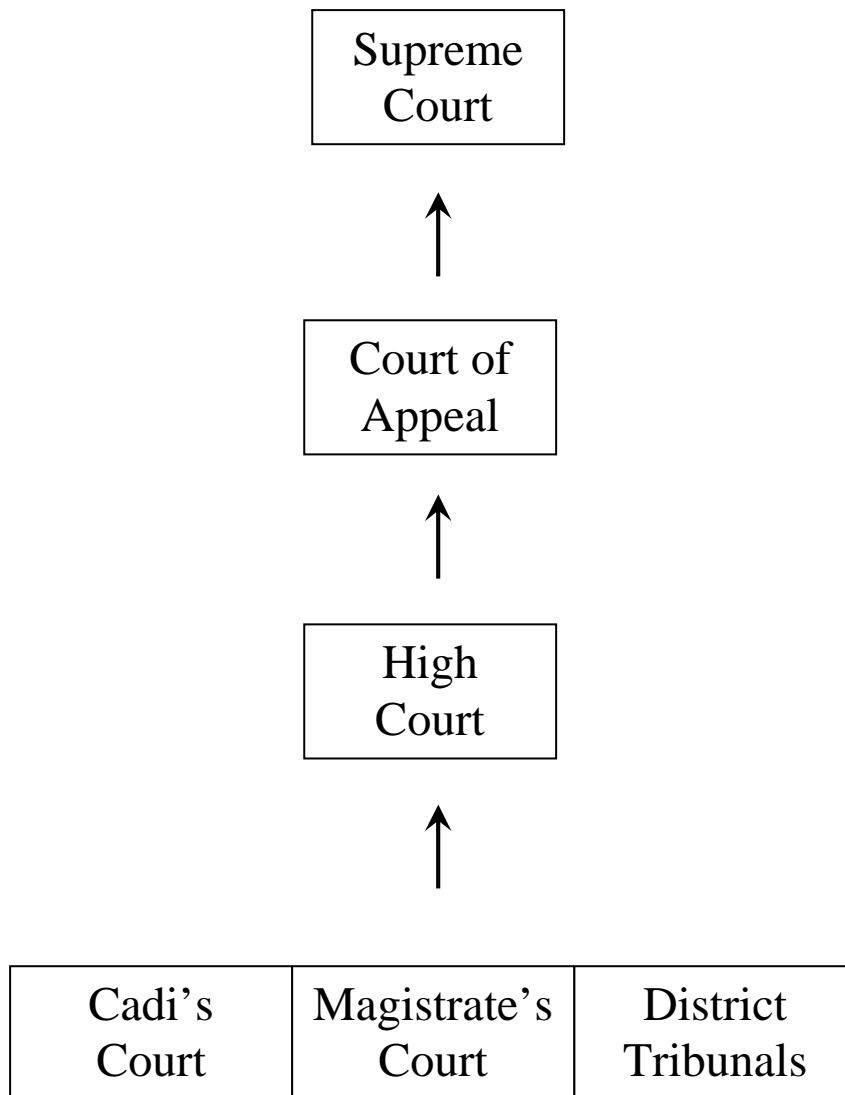 Supreme
Court
Court of
Appeal
High
Court
Cadi’s
Court
Magistrate’s
Court
District
Tribunals